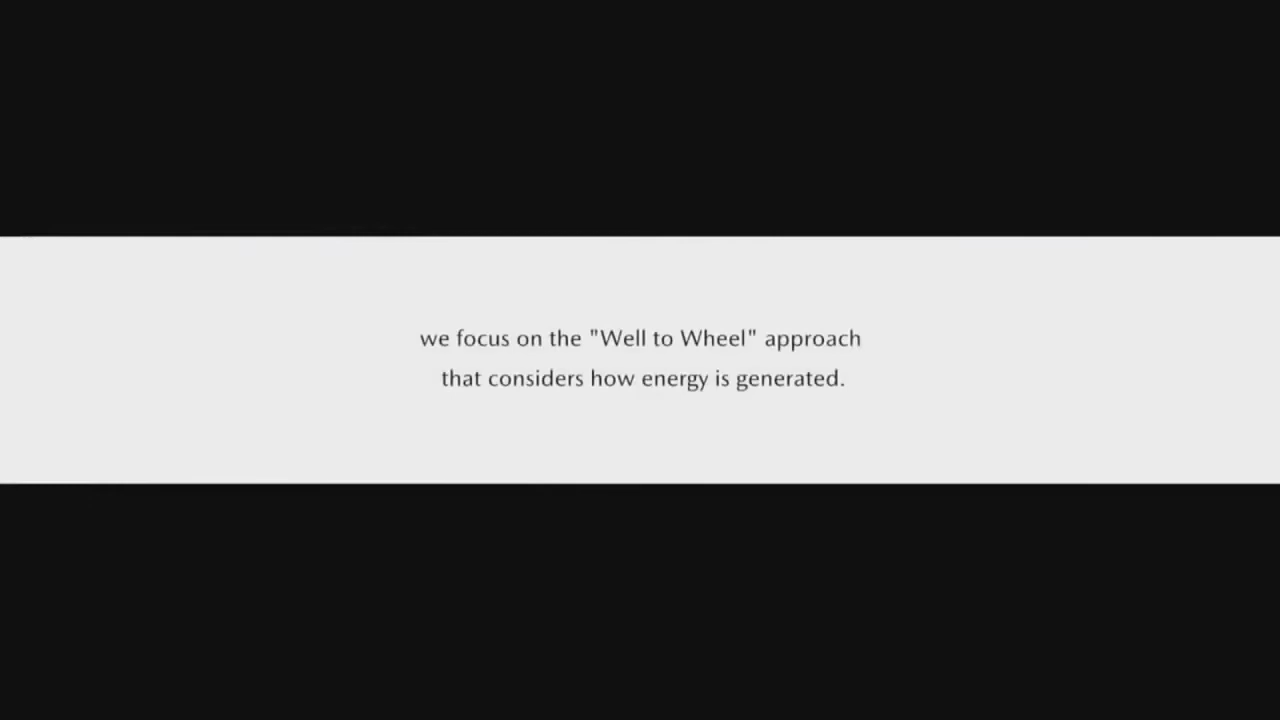 we focus on the "Well to Wheel" approach
that considers how energy is generated.